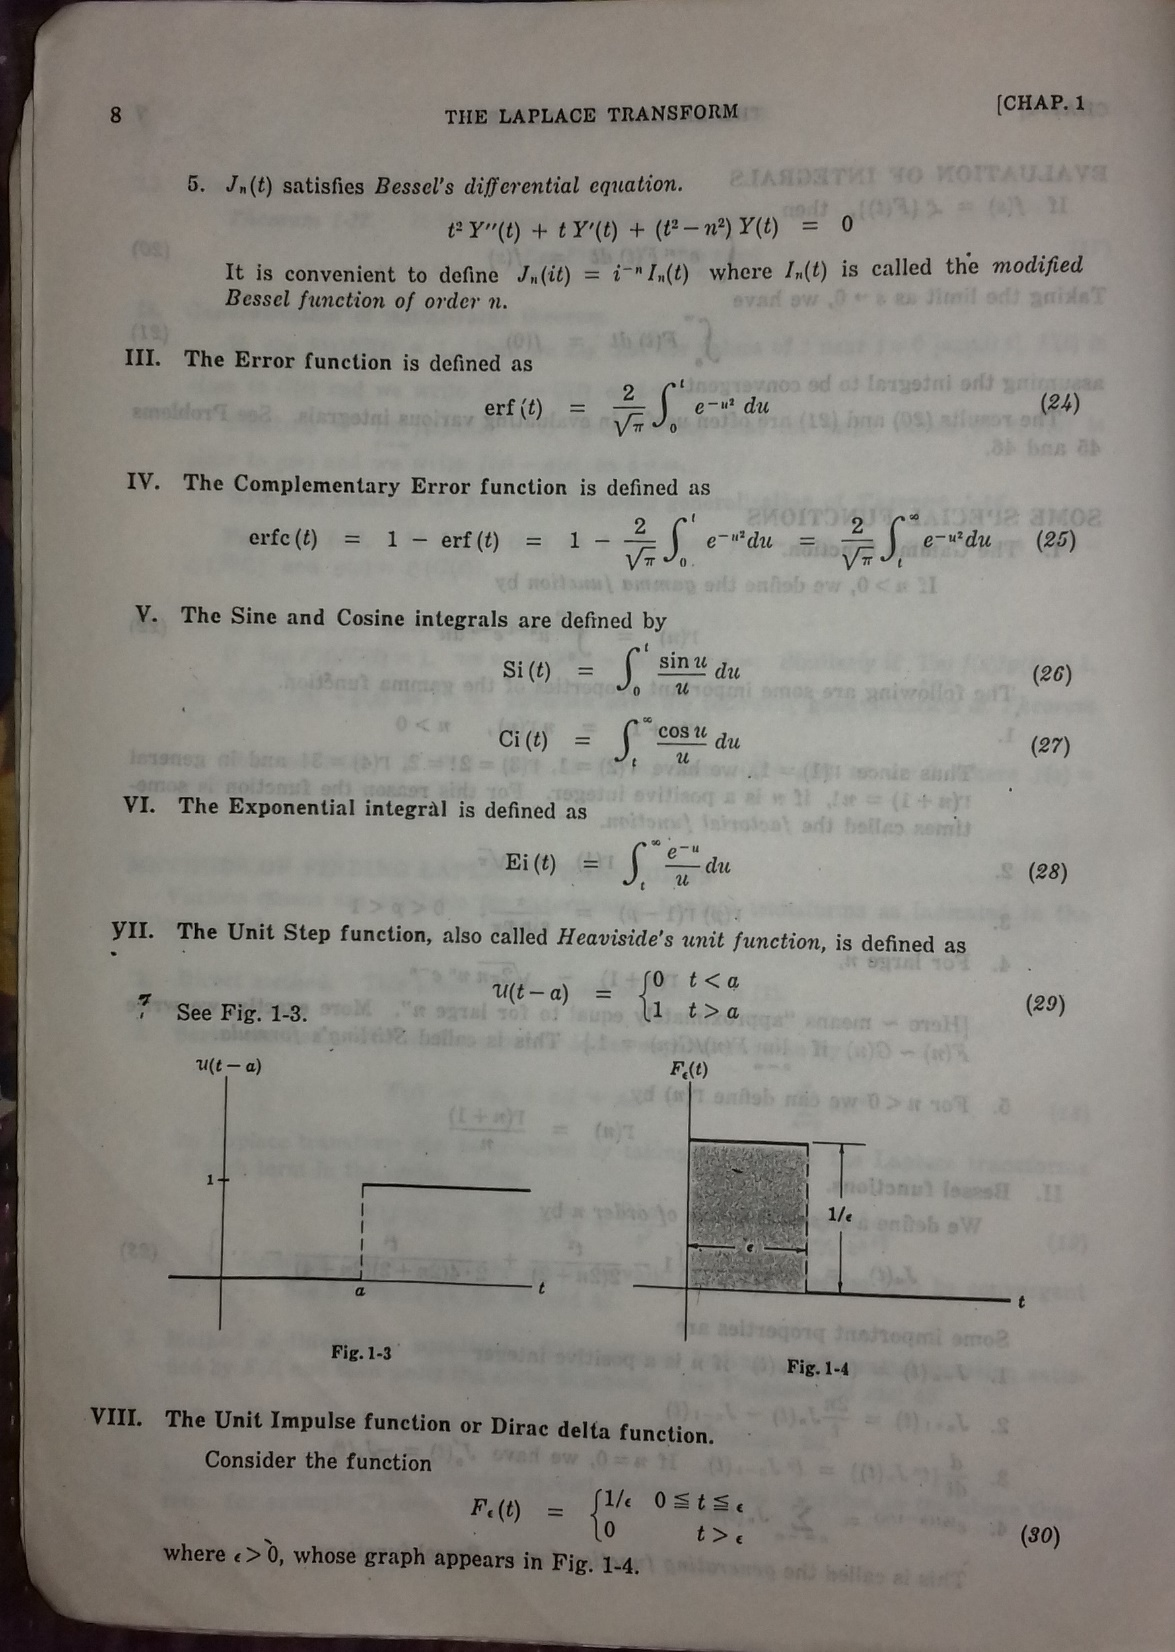 8 THE LAPLACE TRANSFORM [CHAP. 1
5. Jₙ(t) satisfies Bessel's differential equation.
t² Y''(t) + t Y'(t) + (t² − n²) Y(t) = 0
It is convenient to define Jₙ(it) = i⁻ⁿ Iₙ(t) where Iₙ(t) is called the modified
Bessel function of order n.
III. The Error function is defined as
erf (t) = 2/√π ∫₀ᵗ e^(−u²) du (24)
IV. The Complementary Error function is defined as
erfc (t) = 1 − erf (t) = 1 − 2/√π ∫₀ᵗ e^(−u²) du = 2/√π ∫ₜ^∞ e^(−u²) du (25)
V. The Sine and Cosine integrals are defined by
Si (t) = ∫₀ᵗ sin u / u du (26)
Ci (t) = ∫ₜ^∞ cos u / u du (27)
VI. The Exponential integral is defined as
Ei (t) = ∫ₜ^∞ e^(−u) / u du (28)
VII. The Unit Step function, also called Heaviside's unit function, is defined as
U(t − a) = {0 t < a
{1 t > a (29)
See Fig. 1-3.
U(t − a)
1
a
t
Fig. 1-3
F_ϵ(t)
1/ϵ
ϵ
t
Fig. 1-4
VIII. The Unit Impulse function or Dirac delta function.
Consider the function
F_ϵ(t) = {1/ϵ 0 ≦ t ≦ ϵ
{0 t > ϵ (30)
where ϵ > 0, whose graph appears in Fig. 1-4.